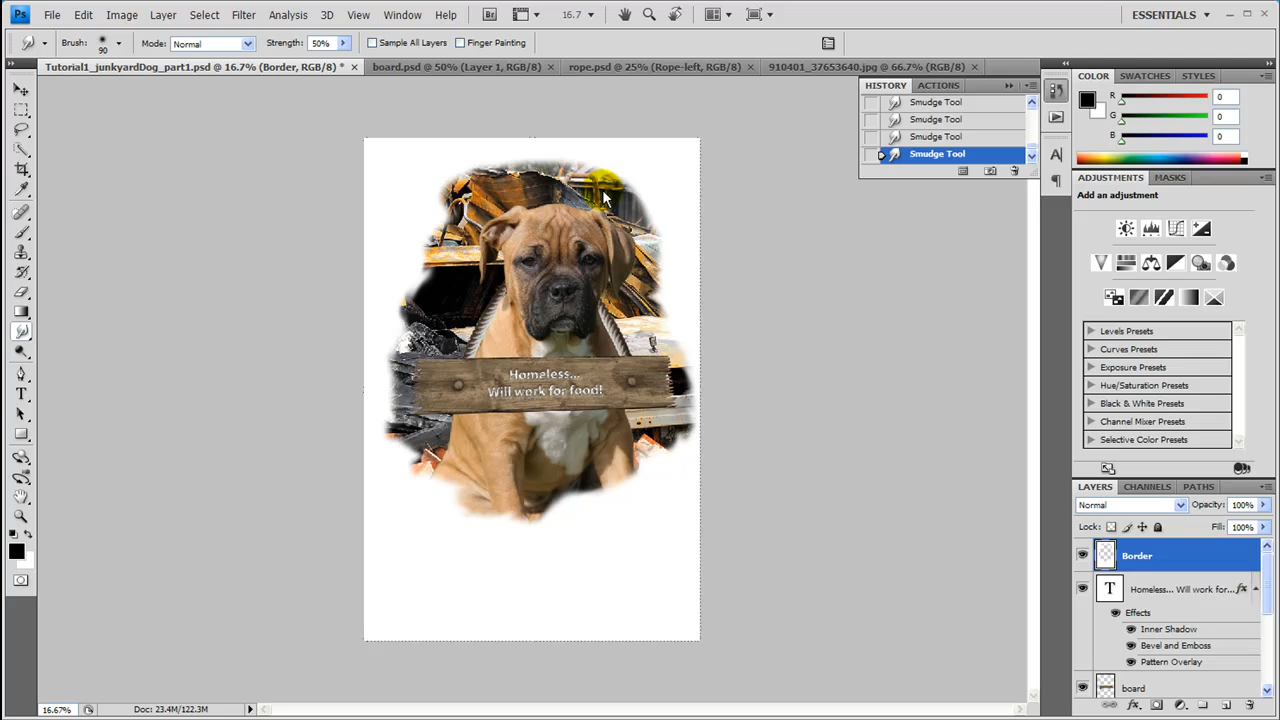 Ps File Edit Image Layer Select Filter Analysis 3D View Window Help Br 16.7 ESSENTIALS
Brush: 90 Mode: Normal Strength: 50% Sample All Layers Finger Painting
Tutorial1_junkyardDog_part1.psd @ 16.7% (Border, RGB/8) * board.psd @ 50% (Layer 1, RGB/8) rope.psd @ 25% (Rope-left, RGB/8) 910401_37653640.jpg @ 66.7% (RGB/8)
HISTORY ACTIONS
Smudge Tool
Smudge Tool
Smudge Tool
Smudge Tool
COLOR SWATCHES STYLES
R 0
G 0
B 0
ADJUSTMENTS MASKS
Add an adjustment
Levels Presets
Curves Presets
Exposure Presets
Hue/Saturation Presets
Black & White Presets
Channel Mixer Presets
Selective Color Presets
LAYERS CHANNELS PATHS
Normal Opacity: 100%
Lock: Fill: 100%
Border
T Homeless... Will work for... fx
Effects
Inner Shadow
Bevel and Emboss
Pattern Overlay
board
Homeless...
Will work for food!
16.67% Doc: 23.4M/122.3M